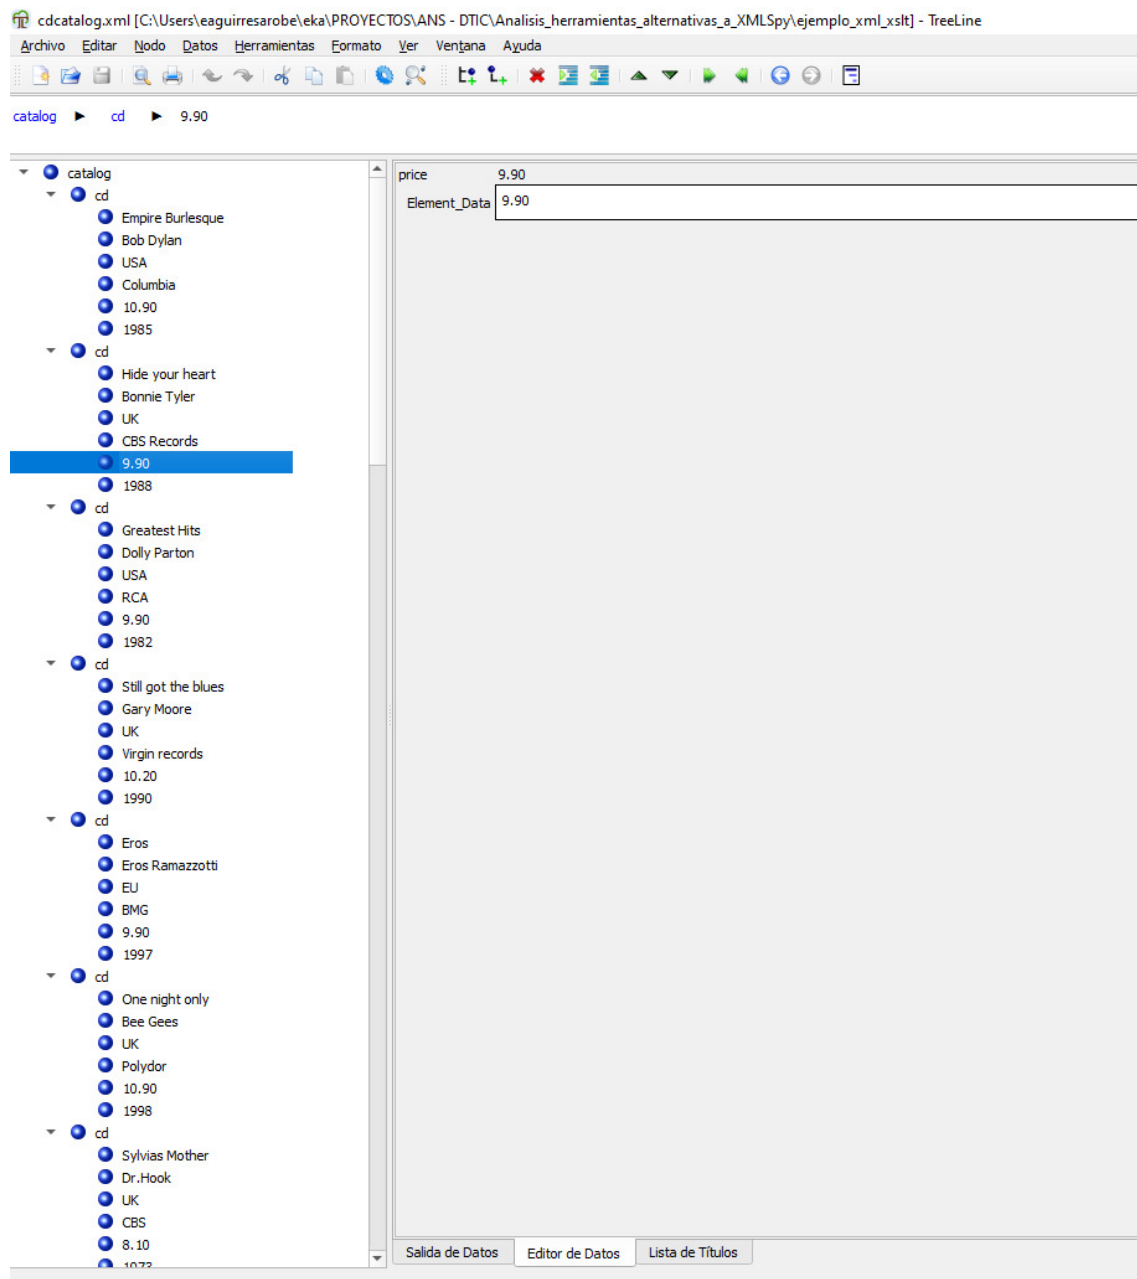 cdcatalog.xml [C:\Users\eaguirresarobe\eka\PROYECTOS\ANS - DTIC\Analisis_herramientas_alternativas_a_XMLSpy\ejemplo_xml_xslt] - TreeLine
Archivo Editar Nodo Datos Herramientas Formato Ver Ventana Ayuda
catalog cd 9.90
catalog
cd
Empire Burlesque
Bob Dylan
USA
Columbia
10.90
1985
cd
Hide your heart
Bonnie Tyler
UK
CBS Records
9.90
1988
cd
Greatest Hits
Dolly Parton
USA
RCA
9.90
1982
cd
Still got the blues
Gary Moore
UK
Virgin records
10.20
1990
cd
Eros
Eros Ramazzotti
EU
BMG
9.90
1997
cd
One night only
Bee Gees
UK
Polydor
10.90
1998
cd
Sylvias Mother
Dr.Hook
UK
CBS
8.10
1973
price 9.90
Element_Data 9.90
Salida de Datos Editor de Datos Lista de Títulos